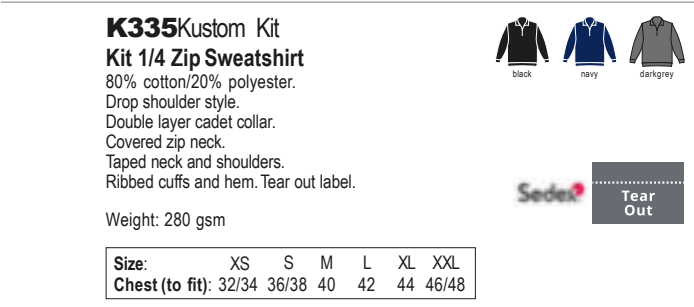 K335Kustom Kit
Kit 1/4 Zip Sweatshirt
80% cotton/20% polyester.
Drop shoulder style.
Double layer cadet collar.
Covered zip neck.
Taped neck and shoulders.
Ribbed cuffs and hem. Tear out label.
Weight: 280 gsm
Size: XS S M L XL XXL
Chest (to fit): 32/34 36/38 40 42 44 46/48
black navy darkgrey
Sedex
Tear
Out